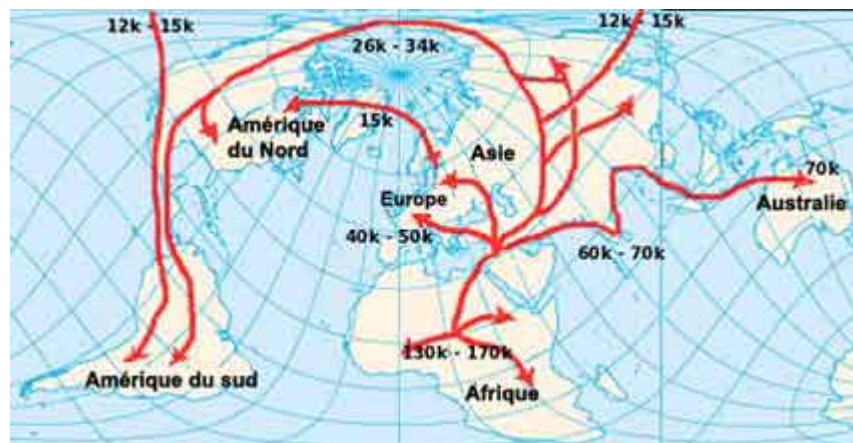 12k - 15k
12k - 15k
26k - 34k
Amérique
du Nord
15k
Asie
70k
Europe
Australie
40k - 50k
60k - 70k
130k - 170k
Amérique du sud
Afrique